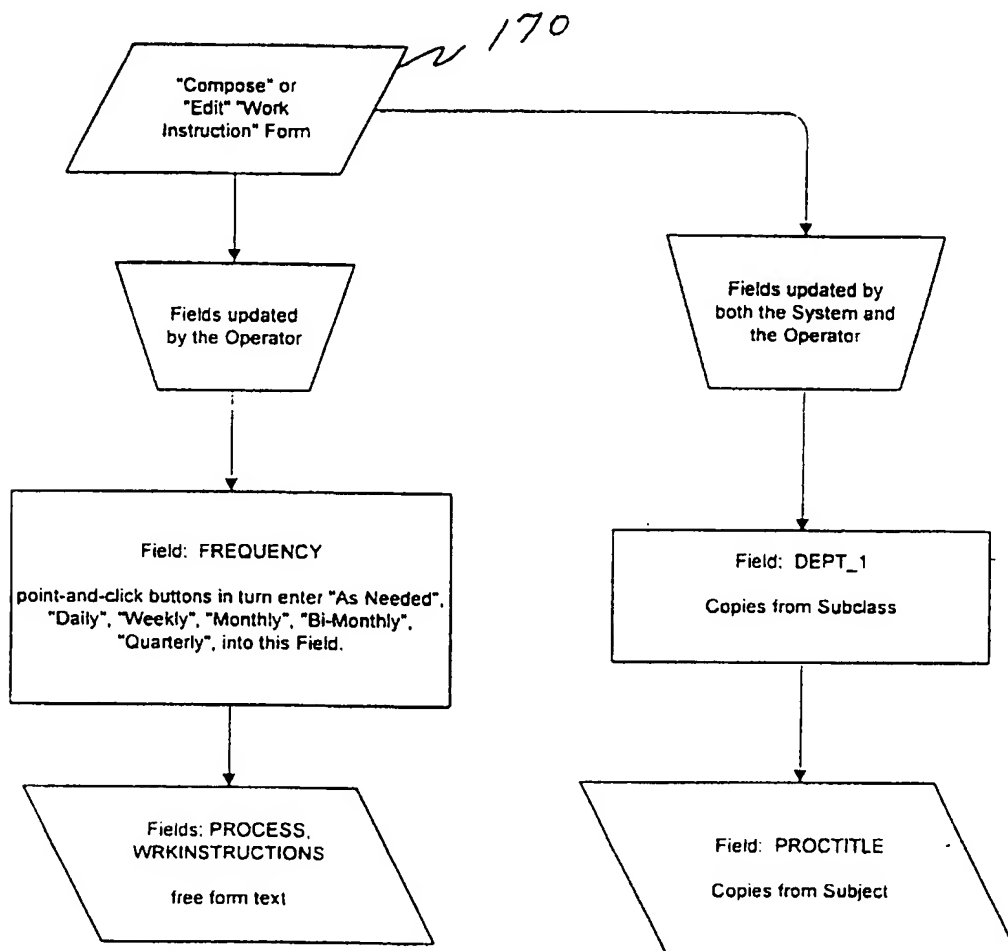 170
"Compose" or
"Edit" "Work
Instruction" Form
Fields updated
by the Operator
Fields updated by
both the System and
the Operator
Field: FREQUENCY
point-and-click buttons in turn enter "As Needed",
"Daily", "Weekly", "Monthly", "Bi-Monthly",
"Quarterly", into this Field.
Field: DEPT_1
Copies from Subclass
Fields: PROCESS,
WRKINSTRUCTIONS
free form text
Field: PROCTITLE
Copies from Subject